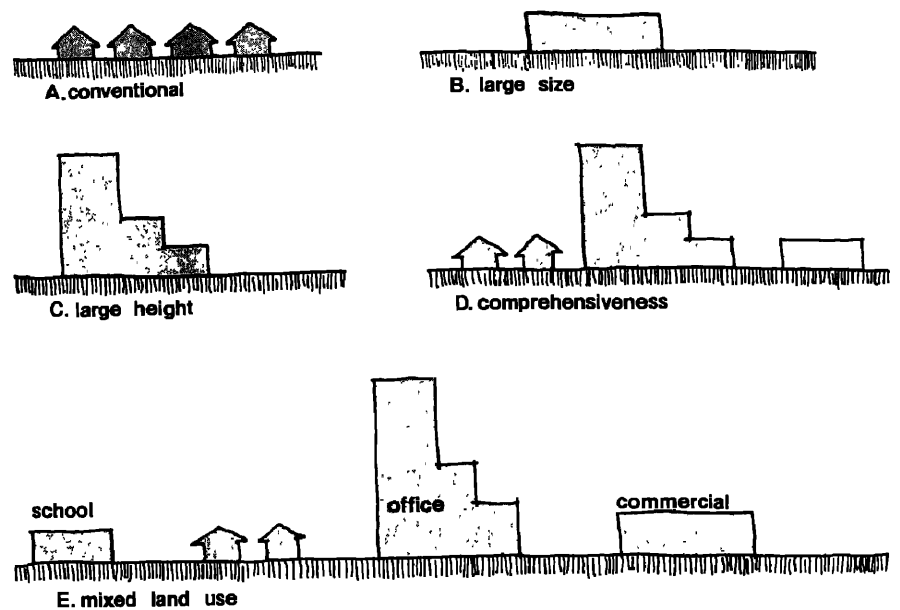 A. conventional
B. large size
C. large height
D. comprehensiveness
school
office
commercial
E. mixed land use